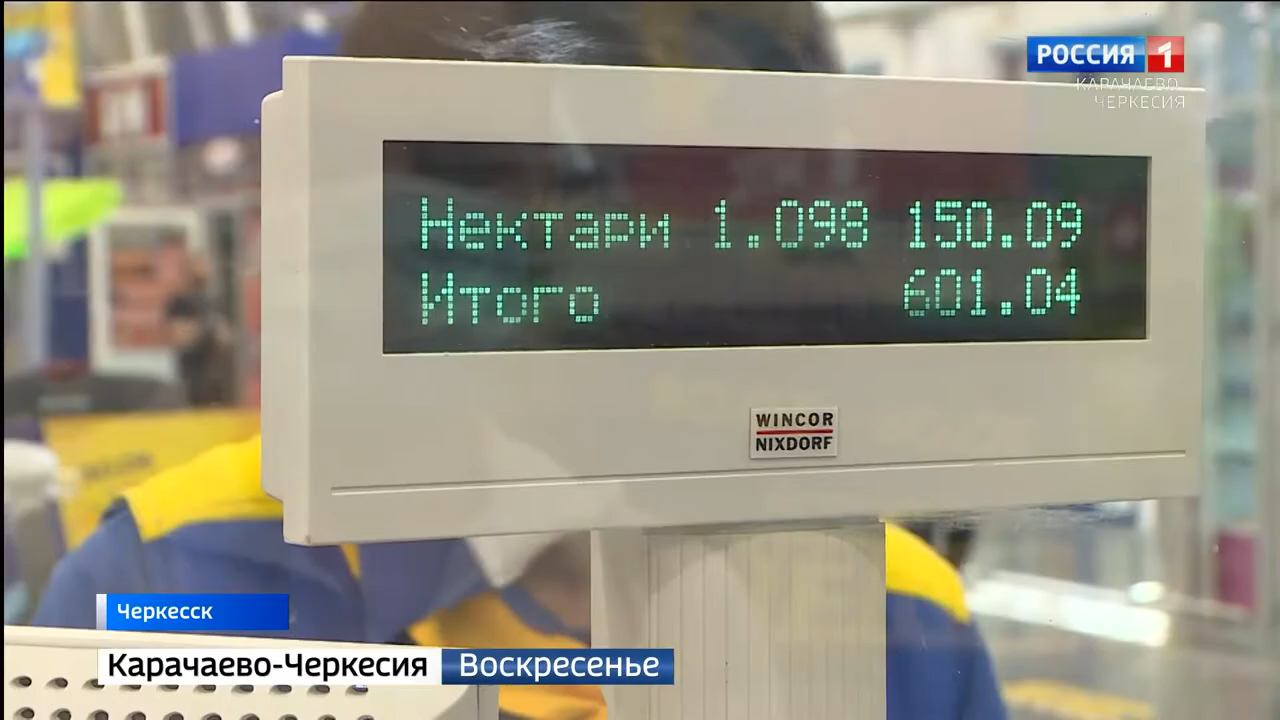 РОССИЯ 1
КАРАЧАЕВО-
ЧЕРКЕСИЯ
Нектари 1.098 150.09
Итого 601.04
WINCOR
NIXDORF
Черкесск
Карачаево-Черкесия Воскресенье